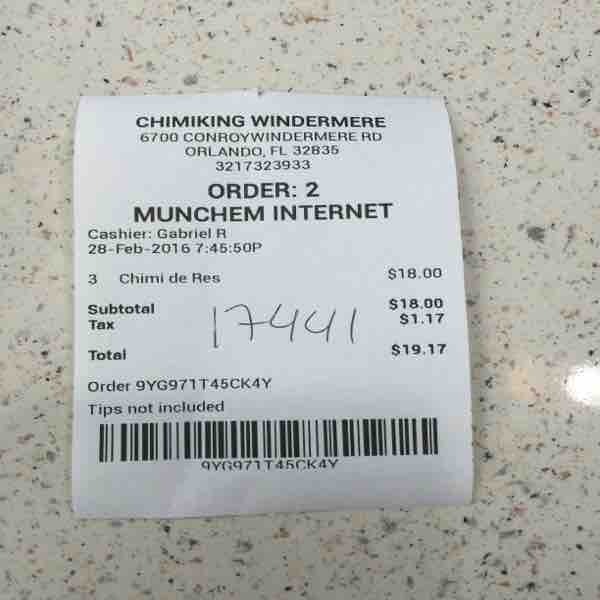 CHIMIKING WINDERMERE
6700 CONROYWINDERMERE RD
ORLANDO, FL 32835
3217323933
ORDER: 2
MUNCHEM INTERNET
Cashier: Gabriel R
28-Feb-2016 7:45:50P
3 Chimi de Res $18.00
Subtotal $18.00
Tax $1.17
17441
Total $19.17
Order 9YG971T45CK4Y
Tips not included
9YG971T45CK4Y